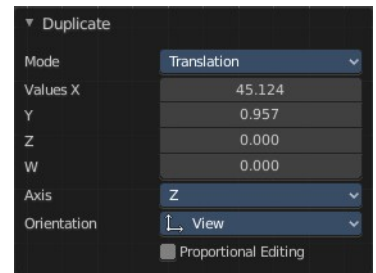 Duplicate
Mode Translation
Values X 45.124
Y 0.957
Z 0.000
W 0.000
Axis Z
Orientation View
Proportional Editing